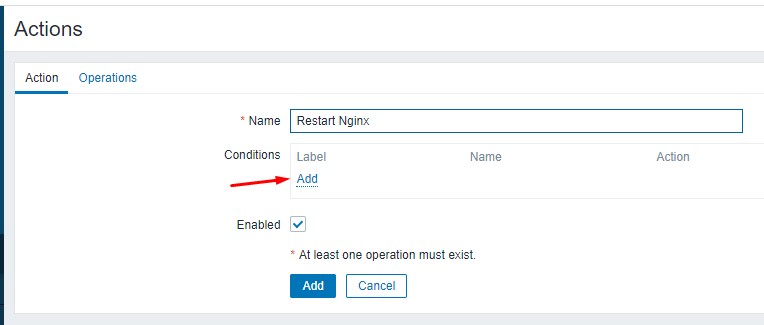 Actions
Action Operations
* Name Restart Nginx
Conditions Label Name Action
Add
Enabled
* At least one operation must exist.
Add Cancel